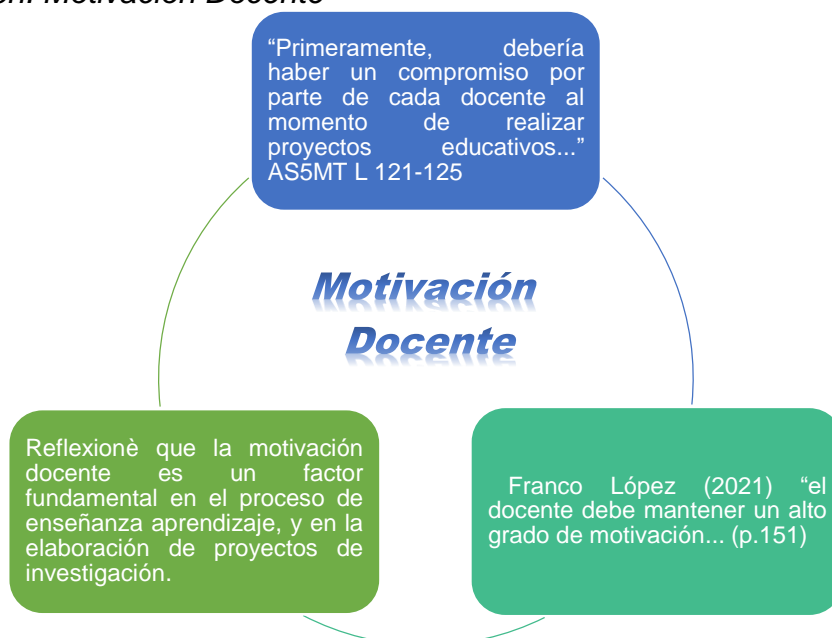 Motivación Docente
“Primeramente, debería
haber un compromiso por
parte de cada docente al
momento de realizar
proyectos educativos...”
AS5MT L 121-125
Motivación
Docente
Reflexionè que la motivación
docente es un factor
fundamental en el proceso de
enseñanza aprendizaje, y en la
elaboración de proyectos de
investigación.
Franco López (2021) “el
docente debe mantener un alto
grado de motivación... (p.151)